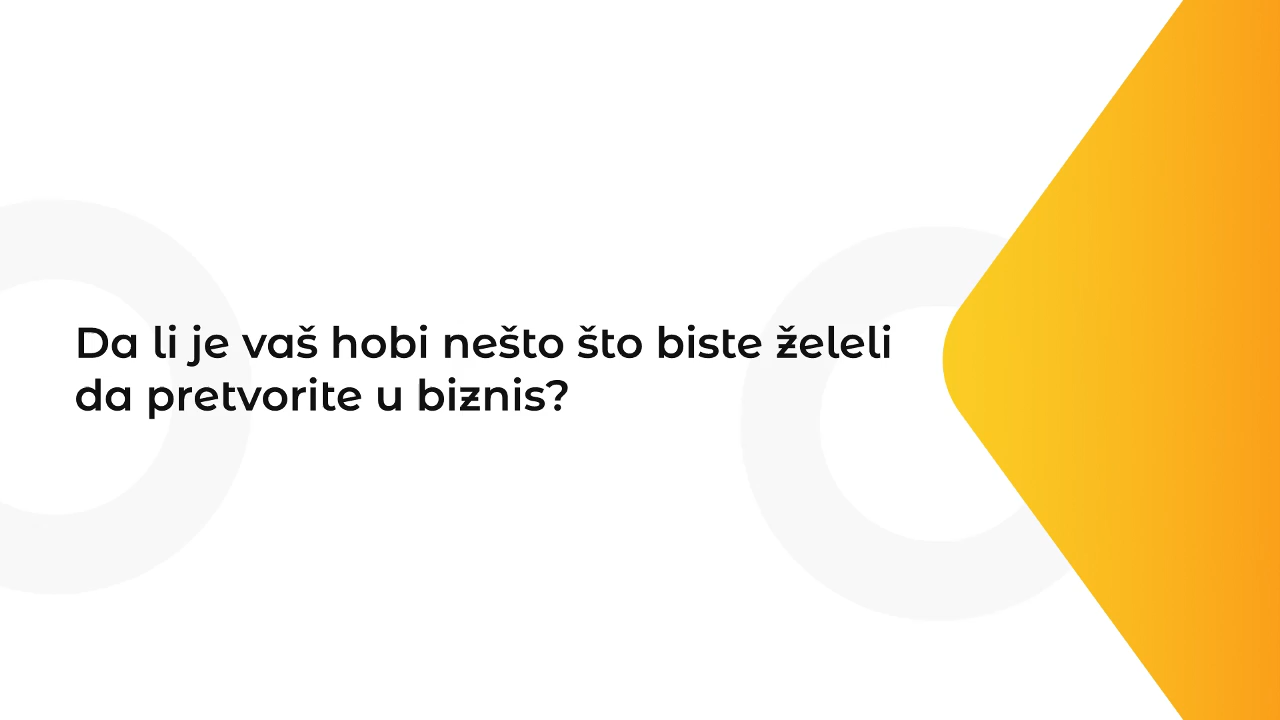 Da li je vaš hobi nešto što biste želeli
da pretvorite u biznis?